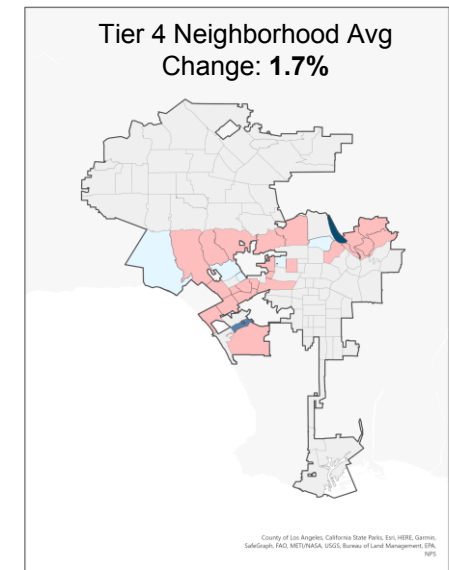 Tier 4 Neighborhood Avg
Change: 1.7%
County of Los Angeles, California State Parks, Esri, HERE, Garmin,
SafeGraph, FAO, METI/NASA, USGS, Bureau of Land Management, EPA,
NPS